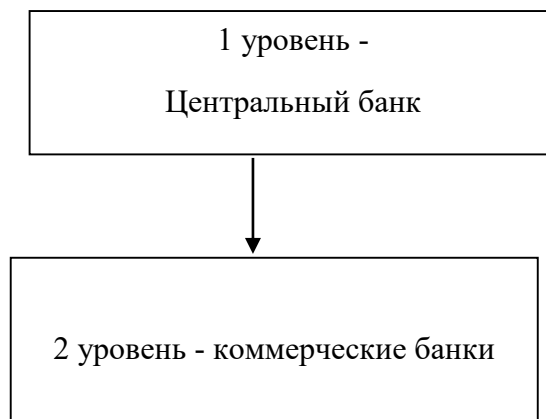 1 уровень -
Центральный банк
2 уровень - коммерческие банки